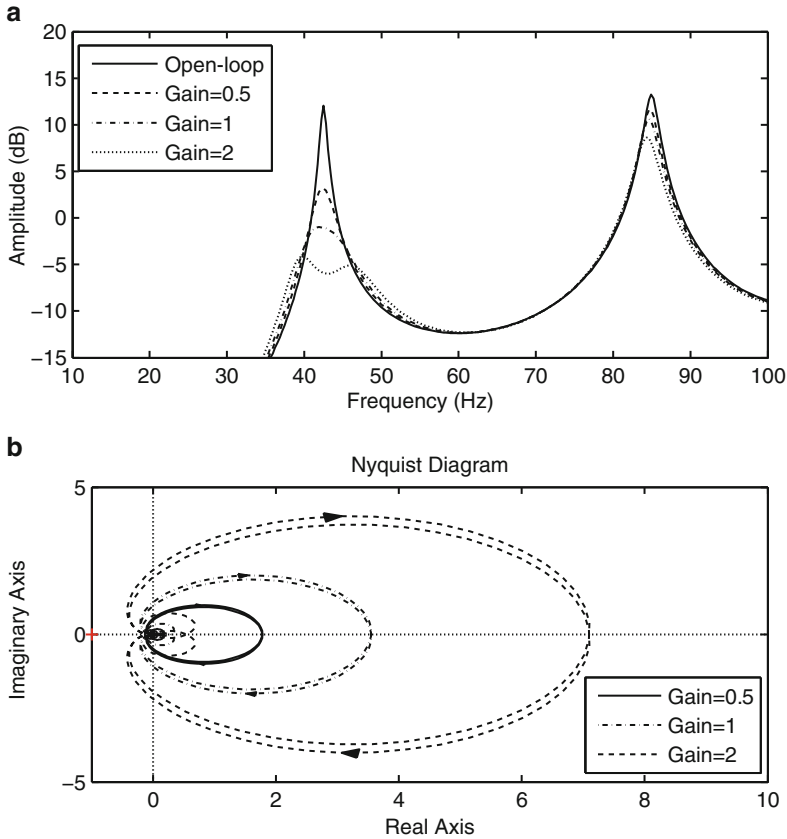 a
20
15
10
5
0
−5
−10
−15
Amplitude (dB)
Open-loop
Gain=0.5
Gain=1
Gain=2
10 20 30 40 50 60 70 80 90 100
Frequency (Hz)
b
Nyquist Diagram
5
0
−5
Imaginary Axis
Gain=0.5
Gain=1
Gain=2
0 2 4 6 8 10
Real Axis